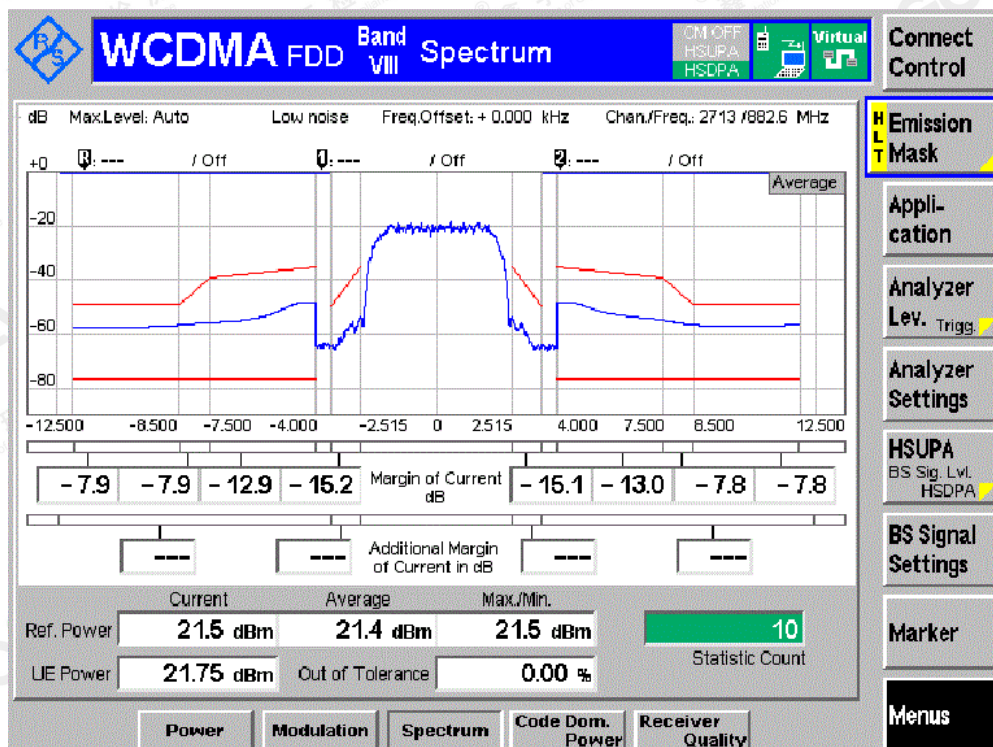 R S
WCDMA FDD Band VIII Spectrum
CM OFF
HSUPA
HSDPA
Virtual
Connect Control
dB Max.Level: Auto Low noise Freq.Offset: + 0.000 kHz Chan./Freq.: 2713 /882.6 MHz
H L T
Emission Mask
+0 R: --- / Off 1: --- / Off 2: --- / Off
Average
Appli-
cation
-20
-40
-60
-80
Analyzer
Lev. Trigg.
Analyzer
Settings
-12.500 -8.500 -7.500 -4.000 -2.515 0 2.515 4.000 7.500 8.500 12.500
HSUPA
BS Sig. Lvl.
HSDPA
- 7.9 - 7.9 - 12.9 - 15.2 Margin of Current dB - 15.1 - 13.0 - 7.8 - 7.8
--- --- Additional Margin of Current in dB --- ---
BS Signal
Settings
Current Average Max./Min.
Ref. Power 21.5 dBm 21.4 dBm 21.5 dBm 10
Statistic Count
Marker
UE Power 21.75 dBm Out of Tolerance 0.00 %
Power Modulation Spectrum Code Dom. Power Receiver Quality
Menus